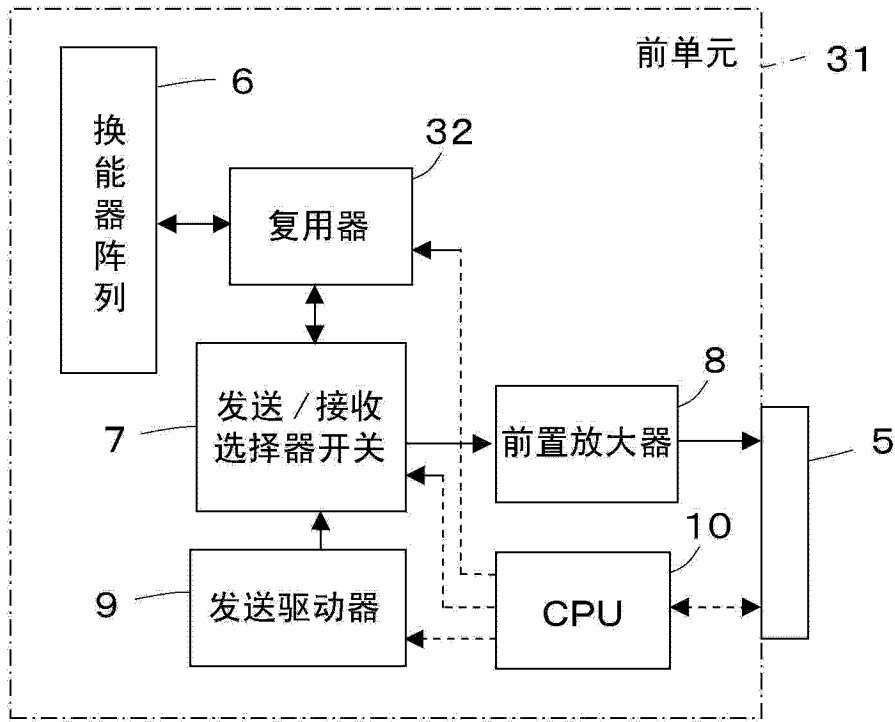 前单元
31
6
换能器阵列
32
复用器
8
发送/接收
选择器开关
7
前置放大器
5
10
9
发送驱动器
CPU